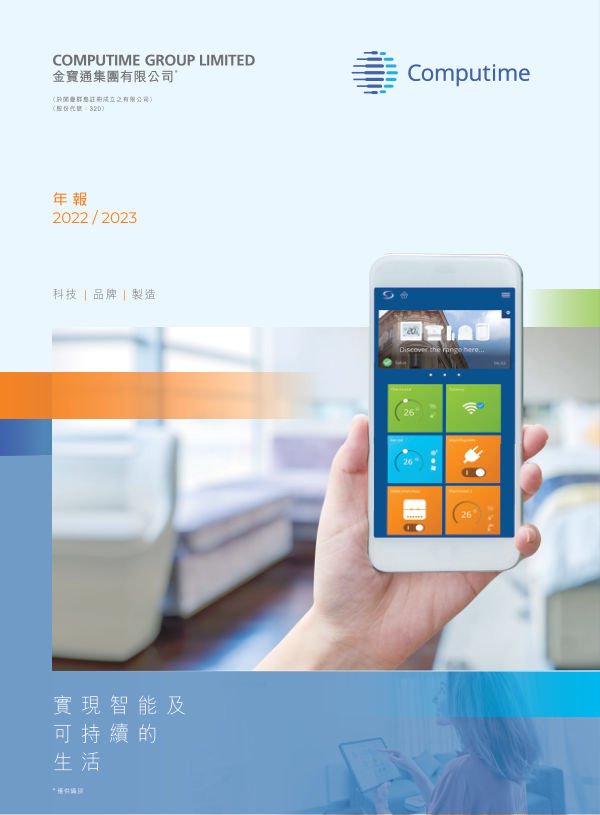 COMPUTIME GROUP LIMITED
金寶通集團有限公司*
(於開曼群島註冊成立之有限公司)
(股份代號：320)
Computime
年報
2022 / 2023
科技 | 品牌 | 製造
Discover the range here...
26
26
26
實現智能及
可持續的
生活
* 僅供識別